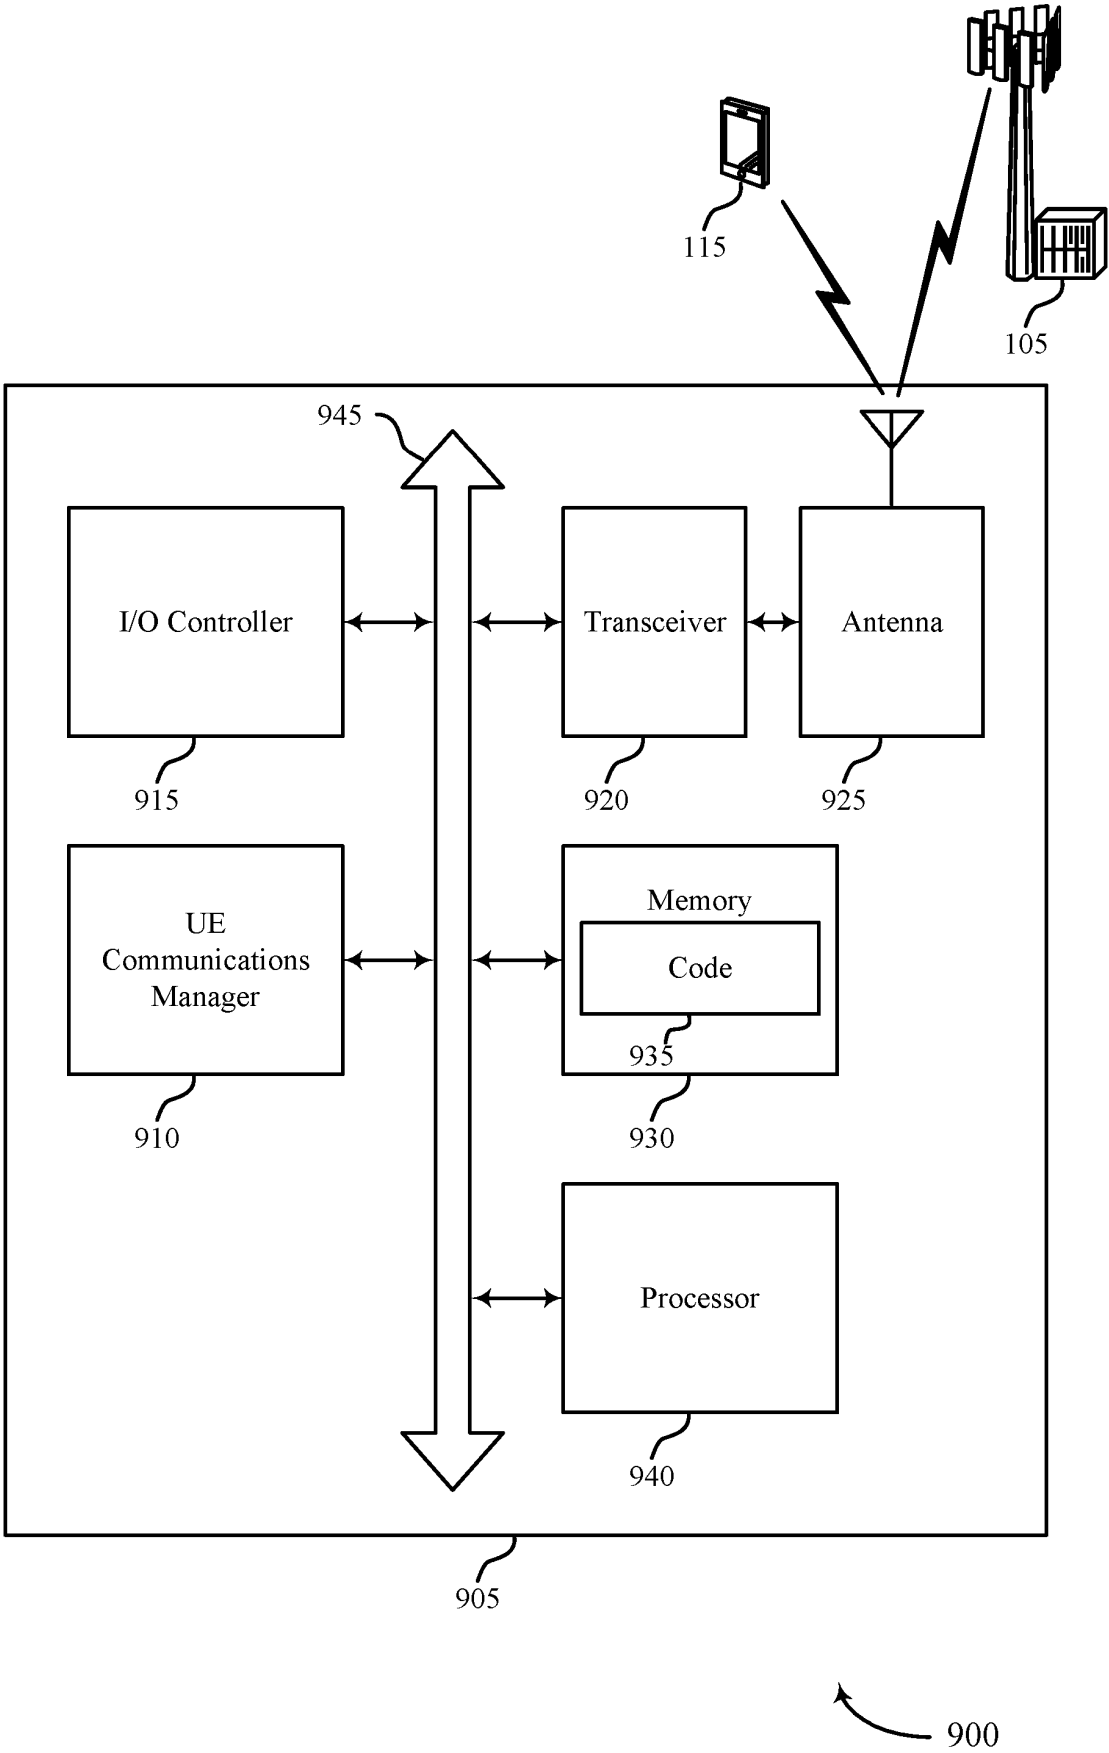 115
105
945
I/O Controller
Transceiver
Antenna
915
920
925
UE
Communications
Manager
Memory
Code
935
910
930
Processor
940
905
900